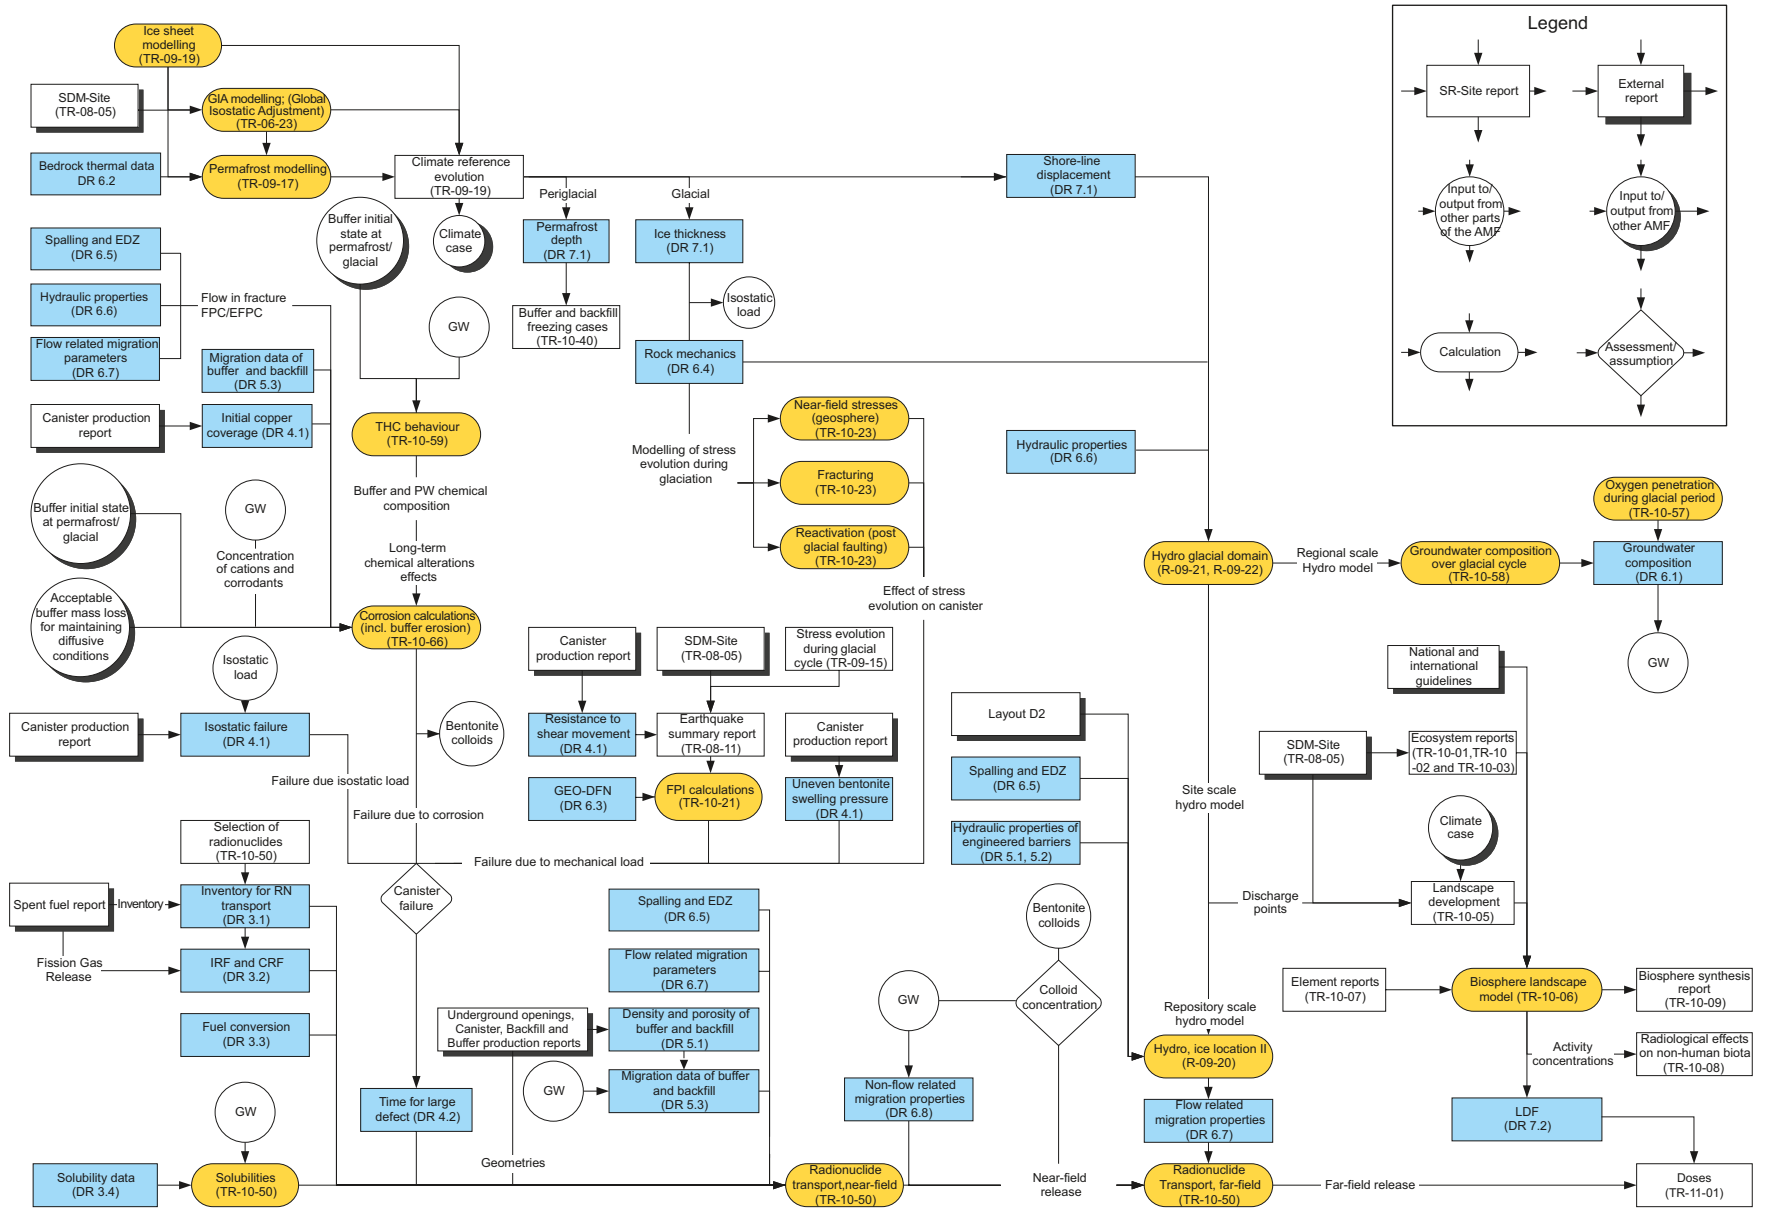 Legend
SR-Site report
External
report
Input to/
output from
other parts
of the AMF
Input to/
output from
other AMF
Calculation
Assessment/
assumption
Ice sheet
modelling
(TR-09-19)
SDM-Site
(TR-08-05)
GIA modelling; (Global
Isostatic Adjustment)
(TR-06-23)
Bedrock thermal data
DR 6.2
Permafrost modelling
(TR-09-17)
Climate reference
evolution
(TR-09-19)
Shore-line
displacement
(DR 7.1)
Periglacial
Glacial
Buffer initial
state at
permafrost/
glacial
Climate
case
Permafrost
depth
(DR 7.1)
Ice thickness
(DR 7.1)
Spalling and EDZ
(DR 6.5)
Hydraulic properties
(DR 6.6)
Flow in fracture
FPC/EFPC
Isostatic
load
GW
Buffer and backfill
freezing cases
(TR-10-40)
Flow related migration
parameters
(DR 6.7)
Migration data of
buffer  and backfill
(DR 5.3)
Rock mechanics
(DR 6.4)
Canister production
report
Initial copper
coverage (DR 4.1)
THC behaviour
(TR-10-59)
Near-field stresses
(geosphere)
(TR-10-23)
Modelling of stress
evolution during
glaciation
Fracturing
(TR-10-23)
Reactivation (post
glacial faulting)
(TR-10-23)
Hydraulic properties
(DR 6.6)
Buffer and PW chemical
composition
Buffer initial state
at permafrost/
glacial
GW
Concentration
of cations and
corrodants
Long-term
chemical alterations
effects
Oxygen penetration
during glacial period
(TR-10-57)
Hydro glacial domain
(R-09-21, R-09-22)
Regional scale
Hydro model
Groundwater composition
over glacial cycle
(TR-10-58)
Groundwater
composition
(DR 6.1)
Effect of stress
evolution on canister
Acceptable
buffer mass loss
for maintaining
diffusive
conditions
Corrosion calculations
(incl. buffer erosion)
(TR-10-66)
Isostatic
load
Canister
production report
SDM-Site
(TR-08-05)
Stress evolution
during glacial
cycle (TR-09-15)
GW
National and
international
guidelines
Canister production
report
Isostatic failure
(DR 4.1)
Bentonite
colloids
Resistance to
shear movement
(DR 4.1)
Earthquake
summary report
(TR-08-11)
Canister
production report
Layout D2
SDM-Site
(TR-08-05)
Ecosystem reports
(TR-10-01,TR-10
-02 and TR-10-03)
Failure due isostatic load
GEO-DFN
(DR 6.3)
FPI calculations
(TR-10-21)
Uneven bentonite
swelling pressure
(DR 4.1)
Spalling and EDZ
(DR 6.5)
Site scale
hydro model
Failure due to corrosion
Climate
case
Selection of
radionuclides
(TR-10-50)
Hydraulic properties of
engineered barriers
(DR 5.1, 5.2)
Failure due to mechanical load
Spent fuel report
Inventory
Inventory for RN
transport
(DR 3.1)
Canister
failure
Spalling and EDZ
(DR 6.5)
Bentonite
colloids
Discharge
points
Landscape
development
(TR-10-05)
Fission Gas
Release
IRF and CRF
(DR 3.2)
Flow related migration
parameters
(DR 6.7)
GW
Colloid
concentration
Element reports
(TR-10-07)
Biosphere landscape
model (TR-10-06)
Biosphere synthesis
report
(TR-10-09)
Fuel conversion
(DR 3.3)
Underground openings,
Canister, Backfill and
Buffer production reports
Density and porosity of
buffer and backfill
(DR 5.1)
Repository scale
hydro model
Hydro, ice location II
(R-09-20)
Activity
concentrations
Radiological effects
on non-human biota
(TR-10-08)
GW
Time for large
defect (DR 4.2)
GW
Migration data of buffer
and backfill
(DR 5.3)
Non-flow related
migration properties
(DR 6.8)
Flow related
migration properties
(DR 6.7)
LDF
(DR 7.2)
Solubility data
(DR 3.4)
Solubilities
(TR-10-50)
Geometries
Radionuclide
transport,near-field
(TR-10-50)
Near-field
release
Radionuclide
Transport, far-field
(TR-10-50)
Far-field release
Doses
(TR-11-01)